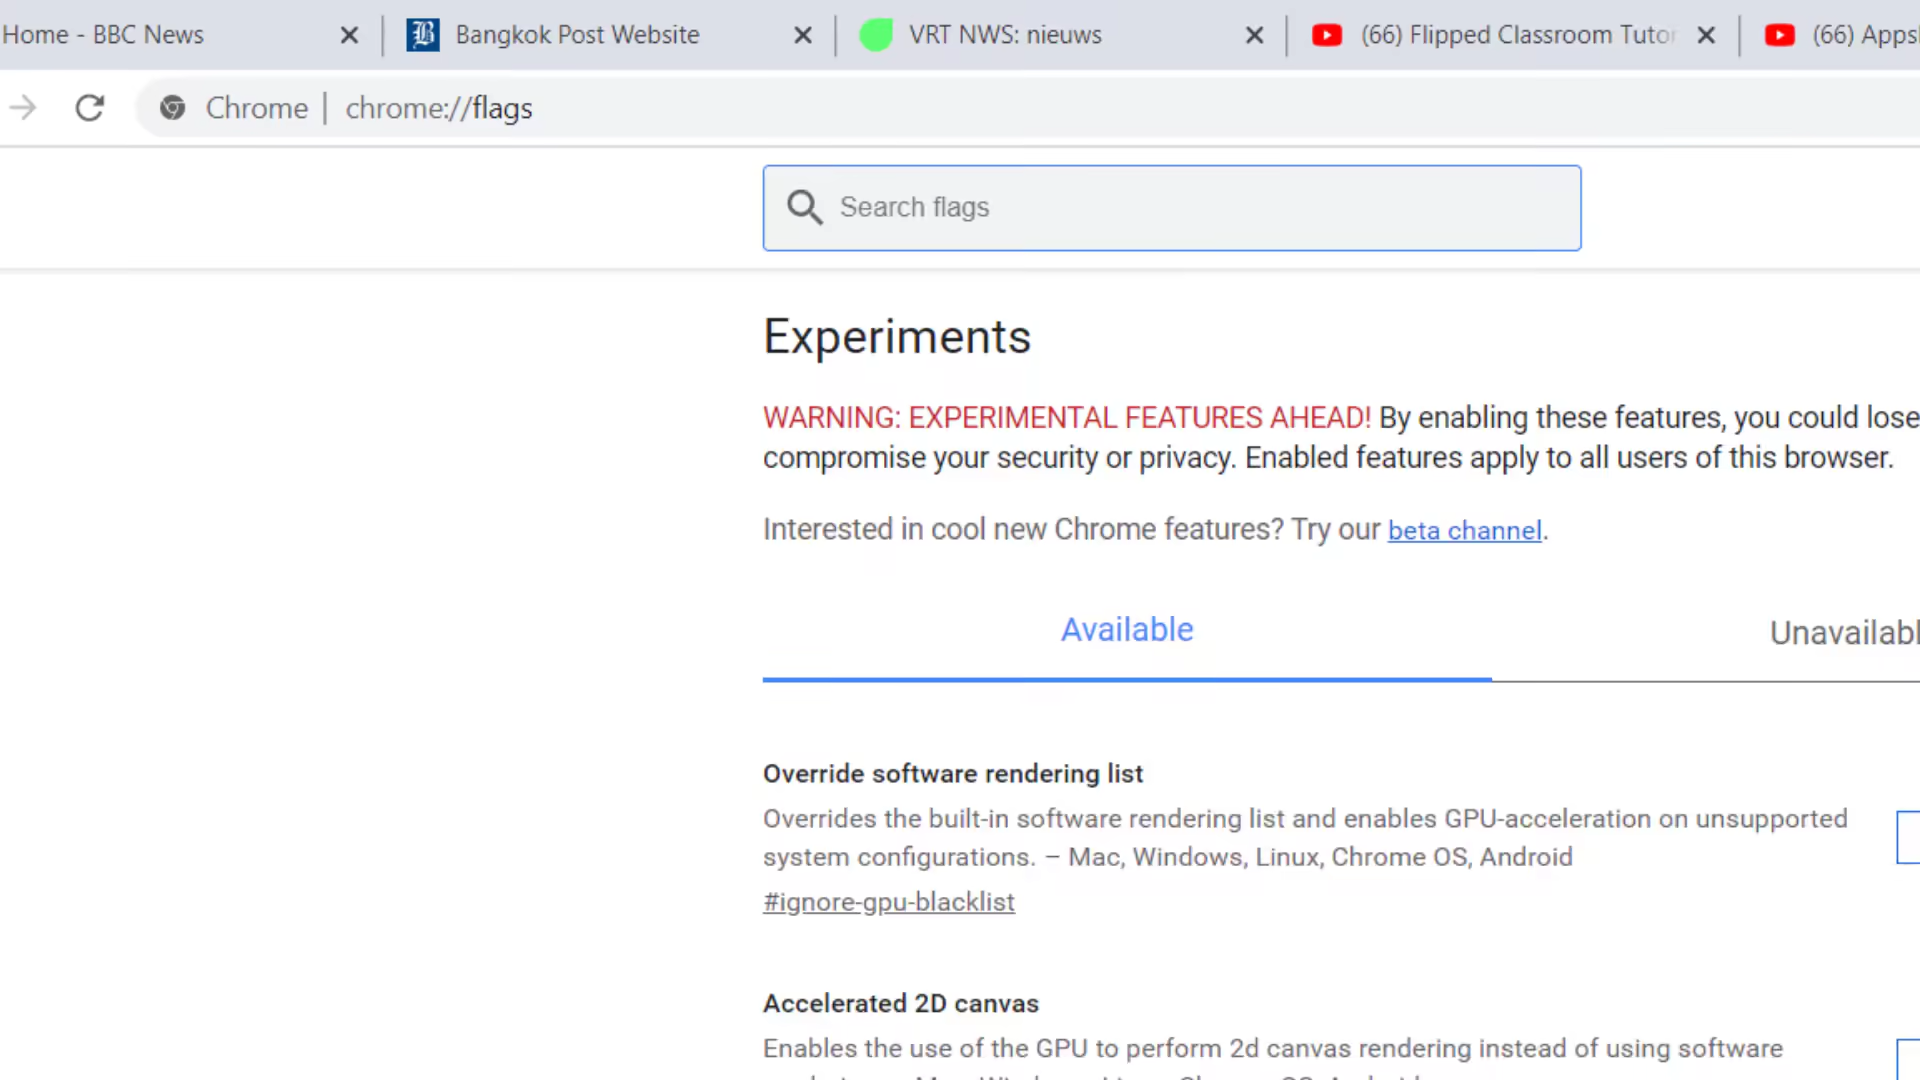 Home - BBC News
Bangkok Post Website
VRT NWS: nieuws
(66) Flipped Classroom Tutor
(66) Apps
Chrome | chrome://flags
Search flags
Experiments
WARNING: EXPERIMENTAL FEATURES AHEAD! By enabling these features, you could lose
compromise your security or privacy. Enabled features apply to all users of this browser.
Interested in cool new Chrome features? Try our beta channel.
Available
Unavailabl
Override software rendering list
Overrides the built-in software rendering list and enables GPU-acceleration on unsupported
system configurations. – Mac, Windows, Linux, Chrome OS, Android
#ignore-gpu-blacklist
Accelerated 2D canvas
Enables the use of the GPU to perform 2d canvas rendering instead of using software